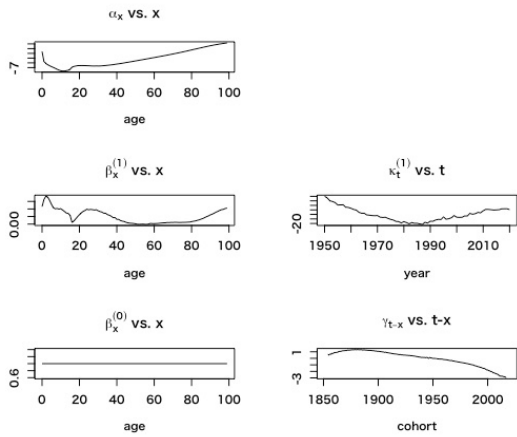 αx vs. x
-7
0 20 40 60 80 100
age
βx(1) vs. x
κt(1) vs. t
0.00
-20
0 20 40 60 80 100
1950 1970 1990 2010
age
year
βx(0) vs. x
γt-x vs. t-x
0.6
1
-3
0 20 40 60 80 100
1850 1900 1950 2000
age
cohort